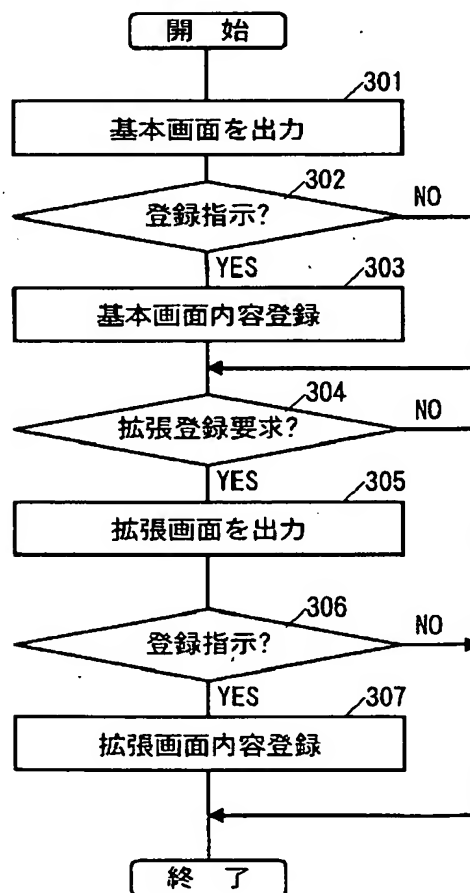 開 始
301
基本画面を出力
302
登録指示?
NO
YES
303
基本画面内容登録
304
拡張登録要求?
NO
YES
305
拡張画面を出力
306
登録指示?
NO
YES
307
拡張画面内容登録
終 了